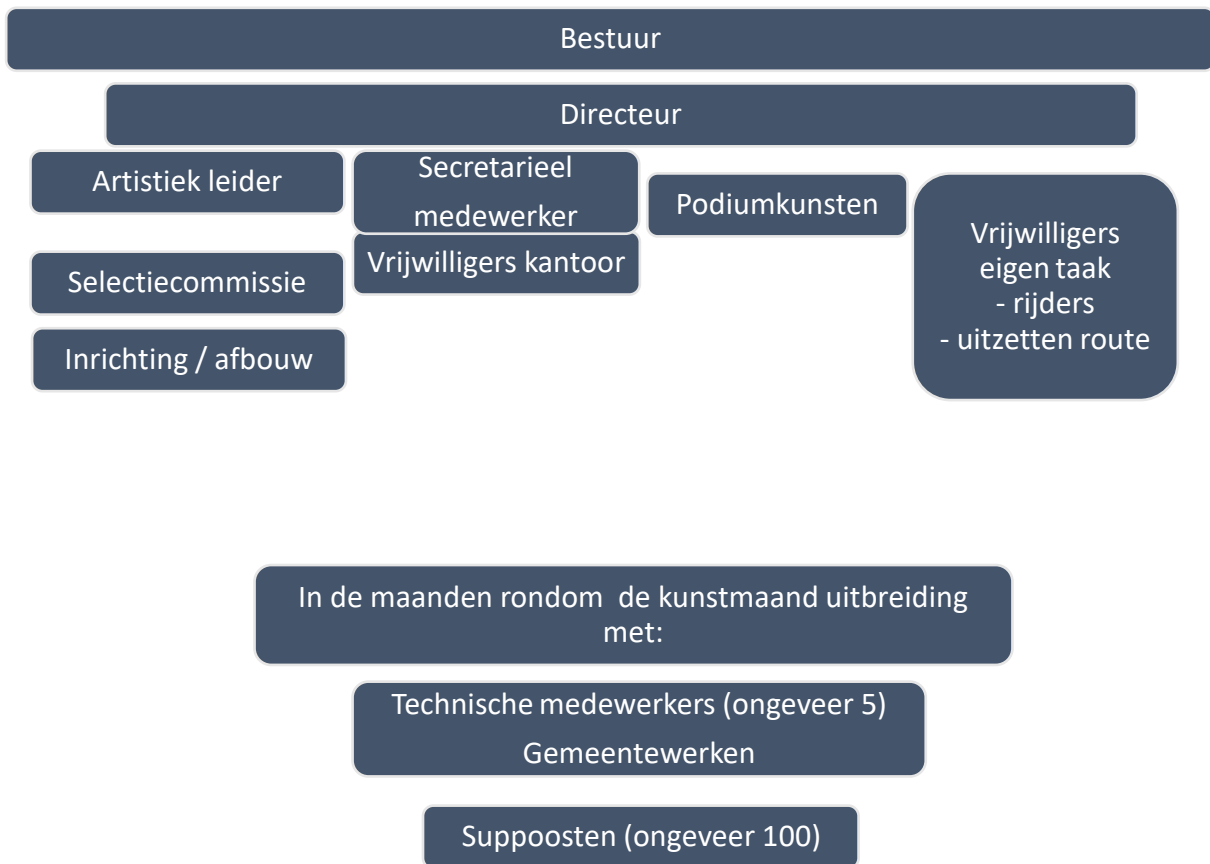 Bestuur
Directeur
Artistiek leider
Selectiecommissie
Inrichting / afbouw
Secretarieel
medewerker
Vrijwilligers kantoor
Podiumkunsten
Vrijwilligers
eigen taak
- rijders
- uitzetten route
In de maanden rondom de kunstmaand uitbreiding
met:
Technische medewerkers (ongeveer 5)
Gemeentewerken
Suppoosten (ongeveer 100)